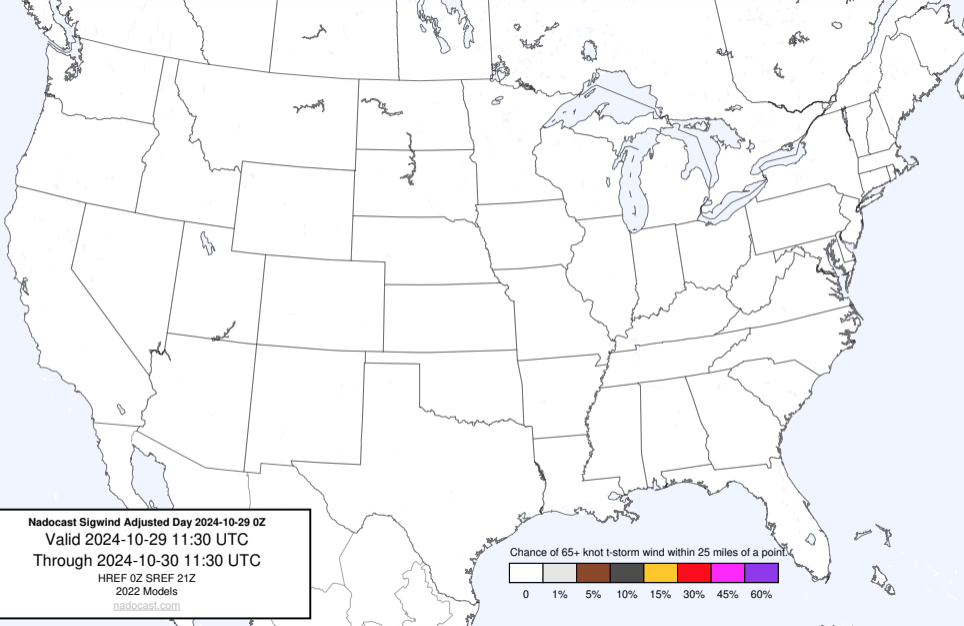 Nadocast Sigwind Adjusted Day 2024-10-29 0Z
Valid 2024-10-29 11:30 UTC
Through 2024-10-30 11:30 UTC
HREF 0Z SREF 21Z
2022 Models
nadocast.com
Chance of 65+ knot t-storm wind within 25 miles of a point.
0 1% 5% 10% 15% 30% 45% 60%